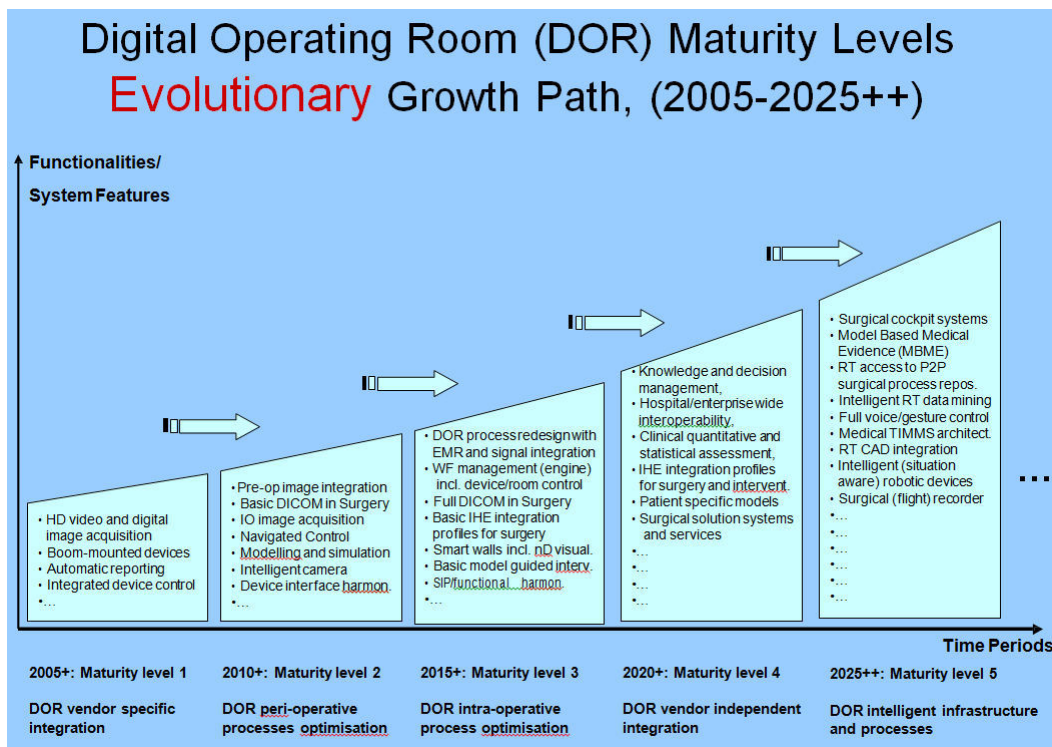 Digital Operating Room (DOR) Maturity Levels
Evolutionary Growth Path, (2005-2025++)
Functionalities/
System Features
• HD video and digital
image acquisition
• Boom-mounted devices
• Automatic reporting
• Integrated device control
•…
• Pre-op image integration
• Basic DICOM in Surgery
• IO image acquisition
• Navigated Control
• Modelling and simulation
• Intelligent camera
• Device interface harmon.
•…
• DOR process redesign with
EMR and signal integration
• WF management (engine)
incl. device/room control
• Full DICOM in Surgery
• Basic IHE integration
profiles for surgery
• Smart walls incl. nD visual.
• Basic model guided interv.
• SIP/functional harmon.
•…
• Knowledge and decision
management,
• Hospital/enterprise wide
interoperability,
• Clinical quantitative and
statistical assessment,
• IHE integration profiles
for surgery and intervent.
• Patient specific models
• Surgical solution systems
and services
•…
•…
•…
•…
• Surgical cockpit systems
• Model Based Medical
Evidence (MBME)
• RT access to P2P
surgical process repos.
• Intelligent RT data mining
• Full voice/gesture control
• Medical TIMMS architect.
• RT CAD integration
• Intelligent (situation
aware) robotic devices
• Surgical (flight) recorder
•…
•…
•…
•…
•…
•…
...
Time Periods
2005+: Maturity level 1
DOR vendor specific
integration
2010+: Maturity level 2
DOR peri-operative
processes optimisation
2015+: Maturity level 3
DOR intra-operative
process optimisation
2020+: Maturity level 4
DOR vendor independent
integration
2025++: Maturity level 5
DOR intelligent infrastructure
and processes